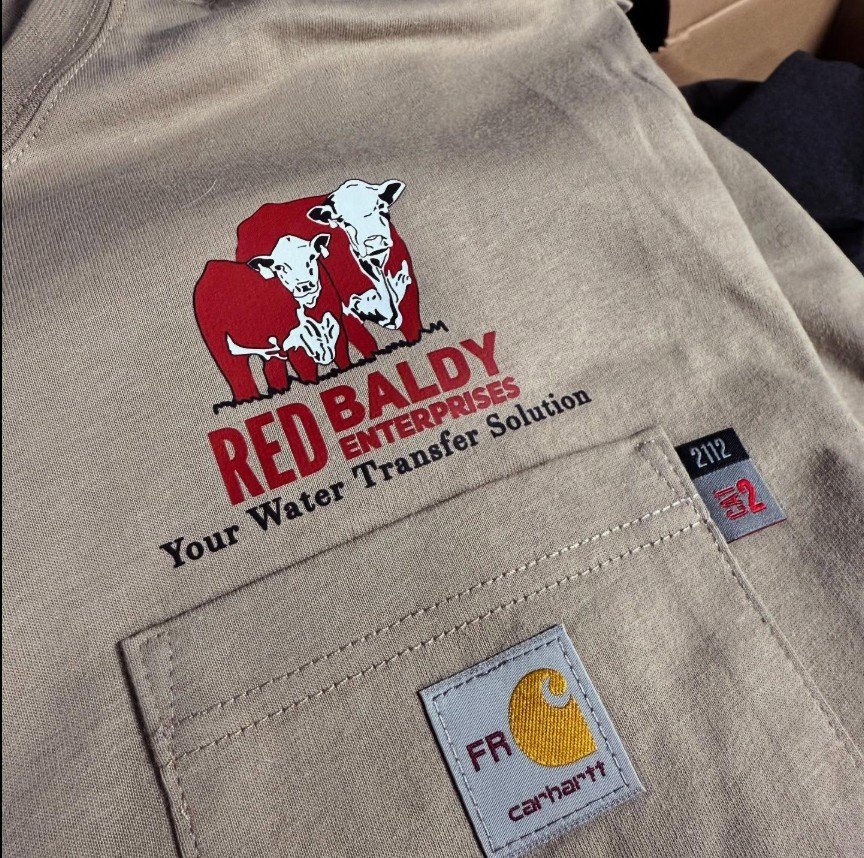 RED BALDY
ENTERPRISES
Your Water Transfer Solution
2112
CAT 2
FR
carhartt